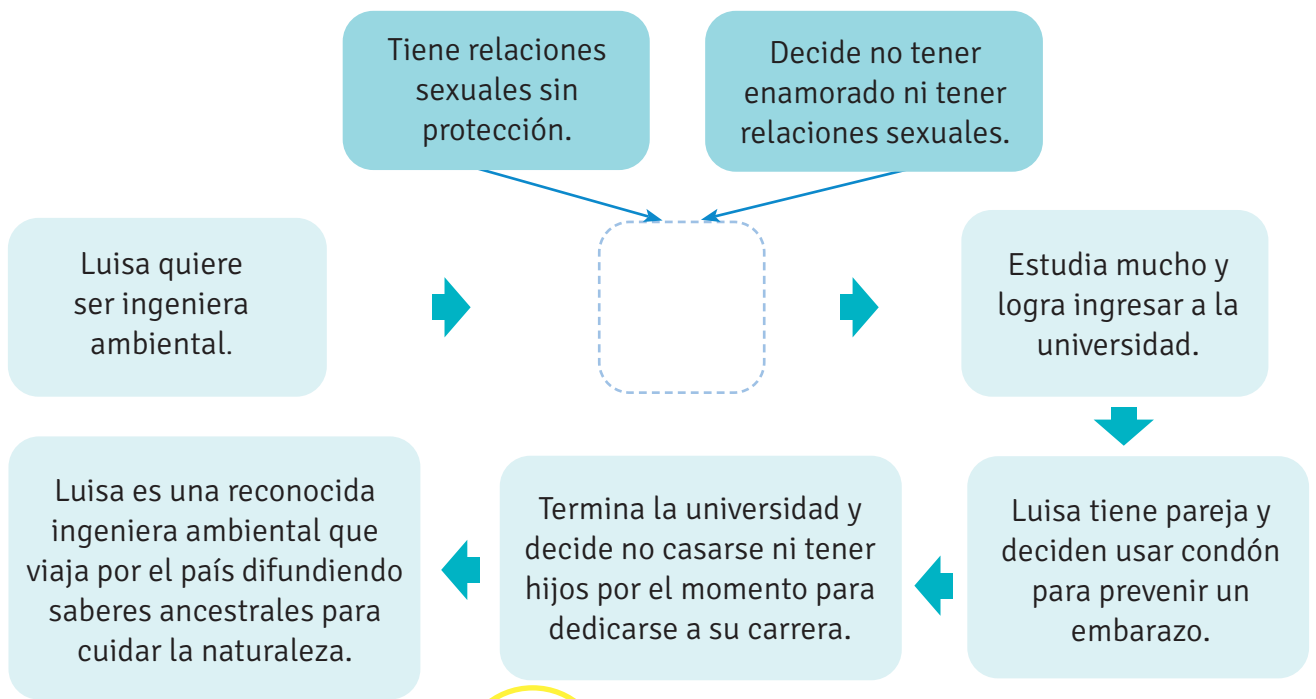 Tiene relaciones
sexuales sin
protección.
Decide no tener
enamorado ni tener
relaciones sexuales.
Luisa quiere
ser ingeniera
ambiental.
Estudia mucho y
logra ingresar a la
universidad.
Luisa tiene pareja y
deciden usar condón
para prevenir un
embarazo.
Termina la universidad y
decide no casarse ni tener
hijos por el momento para
dedicarse a su carrera.
Luisa es una reconocida
ingeniera ambiental que
viaja por el país difundiendo
saberes ancestrales para
cuidar la naturaleza.